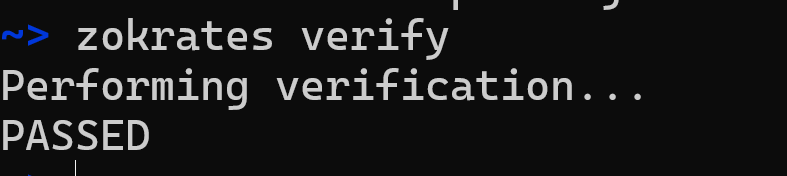 ~> zokrates verify
Performing verification...
PASSED